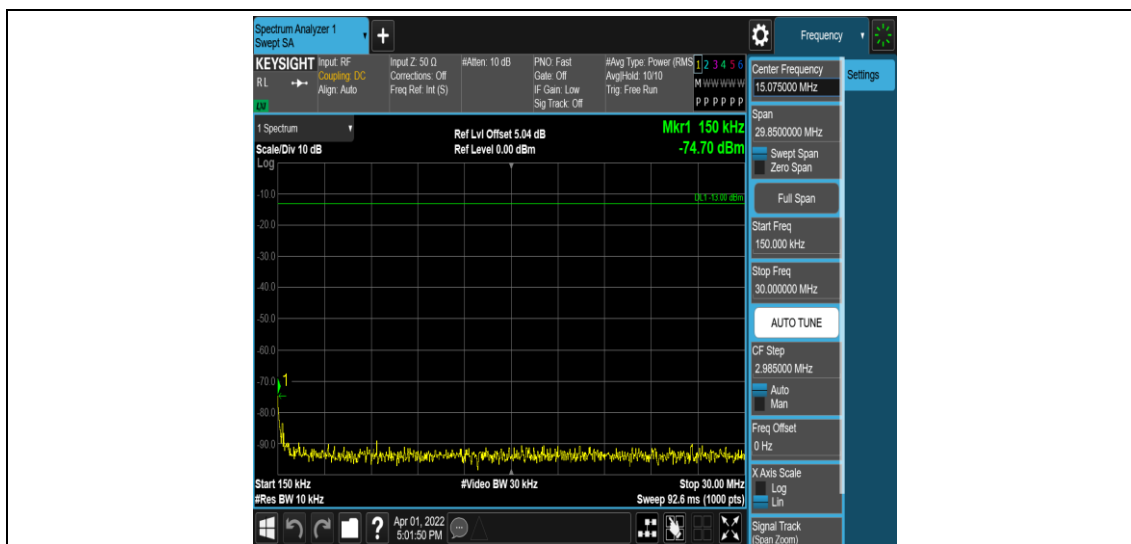 Spectrum Analyzer 1
Swept SA
Frequency
KEYSIGHT
RL
LXI
Input: RF
Coupling: DC
Align: Auto
Input Z: 50 Ω
Corrections: Off
Freq Ref: Int (S)
#Atten: 10 dB
PNO: Fast
Gate: Off
IF Gain: Low
Sig Track: Off
#Avg Type: Power (RMS
Avg|Hold: 10/10
Trig: Free Run
1 2 3 4 5 6
M W W W W W
P P P P P P
1 Spectrum
Scale/Div 10 dB
Log
Ref Lvl Offset 5.04 dB
Ref Level 0.00 dBm
Mkr1 150 kHz
-74.70 dBm
DL1 -13.00 dBm
-10.0
-20.0
-30.0
-40.0
-50.0
-60.0
-70.0
1
-80.0
-90.0
Start 150 kHz
#Res BW 10 kHz
#Video BW 30 kHz
Stop 30.00 MHz
Sweep 92.6 ms (1000 pts)
Apr 01, 2022
5:01:50 PM
Center Frequency
15.075000 MHz
Settings
Span
29.8500000 MHz
Swept Span
Zero Span
Full Span
Start Freq
150.000 kHz
Stop Freq
30.000000 MHz
AUTO TUNE
CF Step
2.985000 MHz
Auto
Man
Freq Offset
0 Hz
X Axis Scale
Log
Lin
Signal Track
(Span Zoom)